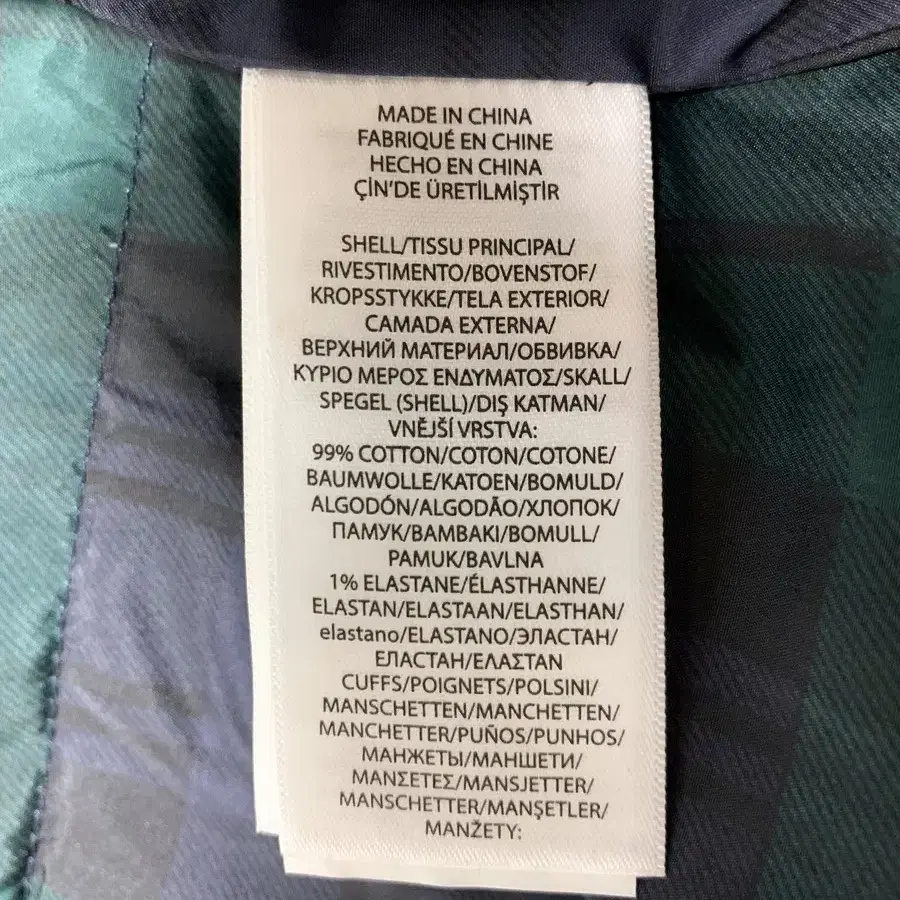 MADE IN CHINA
FABRIQUÉ EN CHINE
HECHO EN CHINA
ÇİN'DE ÜRETİLMİŞTİR
SHELL/TISSU PRINCIPAL/
RIVESTIMENTO/BOVENSTOF/
KROPSSTYKKE/TELA EXTERIOR/
CAMADA EXTERNA/
ВЕРХНИЙ МАТЕРИАЛ/ОБВИВКА/
ΚΥΡΙΟ ΜΕΡΟΣ ΕΝΔΥΜΑΤΟΣ/SKALL/
SPEGEL (SHELL)/DIŞ KATMAN/
VNĚJŠÍ VRSTVA:
99% COTTON/COTON/COTONE/
BAUMWOLLE/KATOEN/BOMULD/
ALGODÓN/ALGODÃO/ХЛОПОК/
ПАМУК/ΒΑΜΒΑΚΙ/BOMULL/
PAMUK/BAVLNA
1% ELASTANE/ÉLASTHANNE/
ELASTAN/ELASTAAN/ELASTHAN/
elastano/ELASTANO/ЭЛАСТАН/
ЕЛАСТАН/ΕΛΑΣΤΑΝ
CUFFS/POIGNETS/POLSINI/
MANSCHETTEN/MANCHETTEN/
MANCHETTER/PUÑOS/PUNHOS/
МАНЖЕТЫ/МАНШЕТИ/
ΜΑΝΣΕΤΕΣ/MANSJETTER/
MANSCHETTER/MANŞETLER/
MANŽETY: